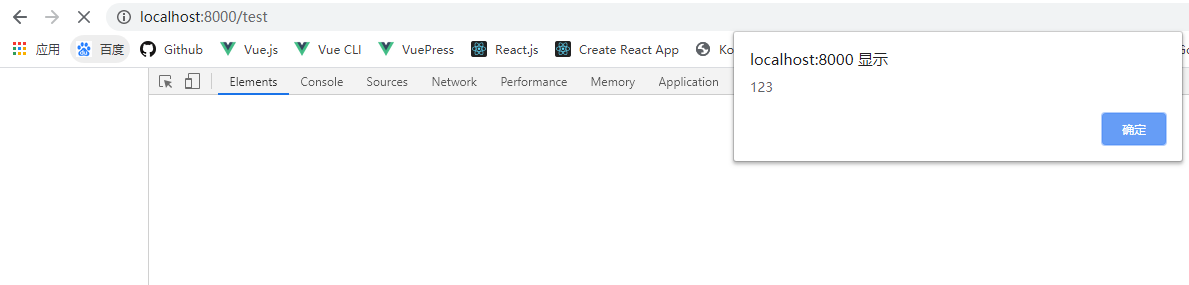 localhost:8000/test
应用 百度 Github Vue.js Vue CLI VuePress React.js Create React App
localhost:8000 显示
123
确定
Elements Console Sources Network Performance Memory Application